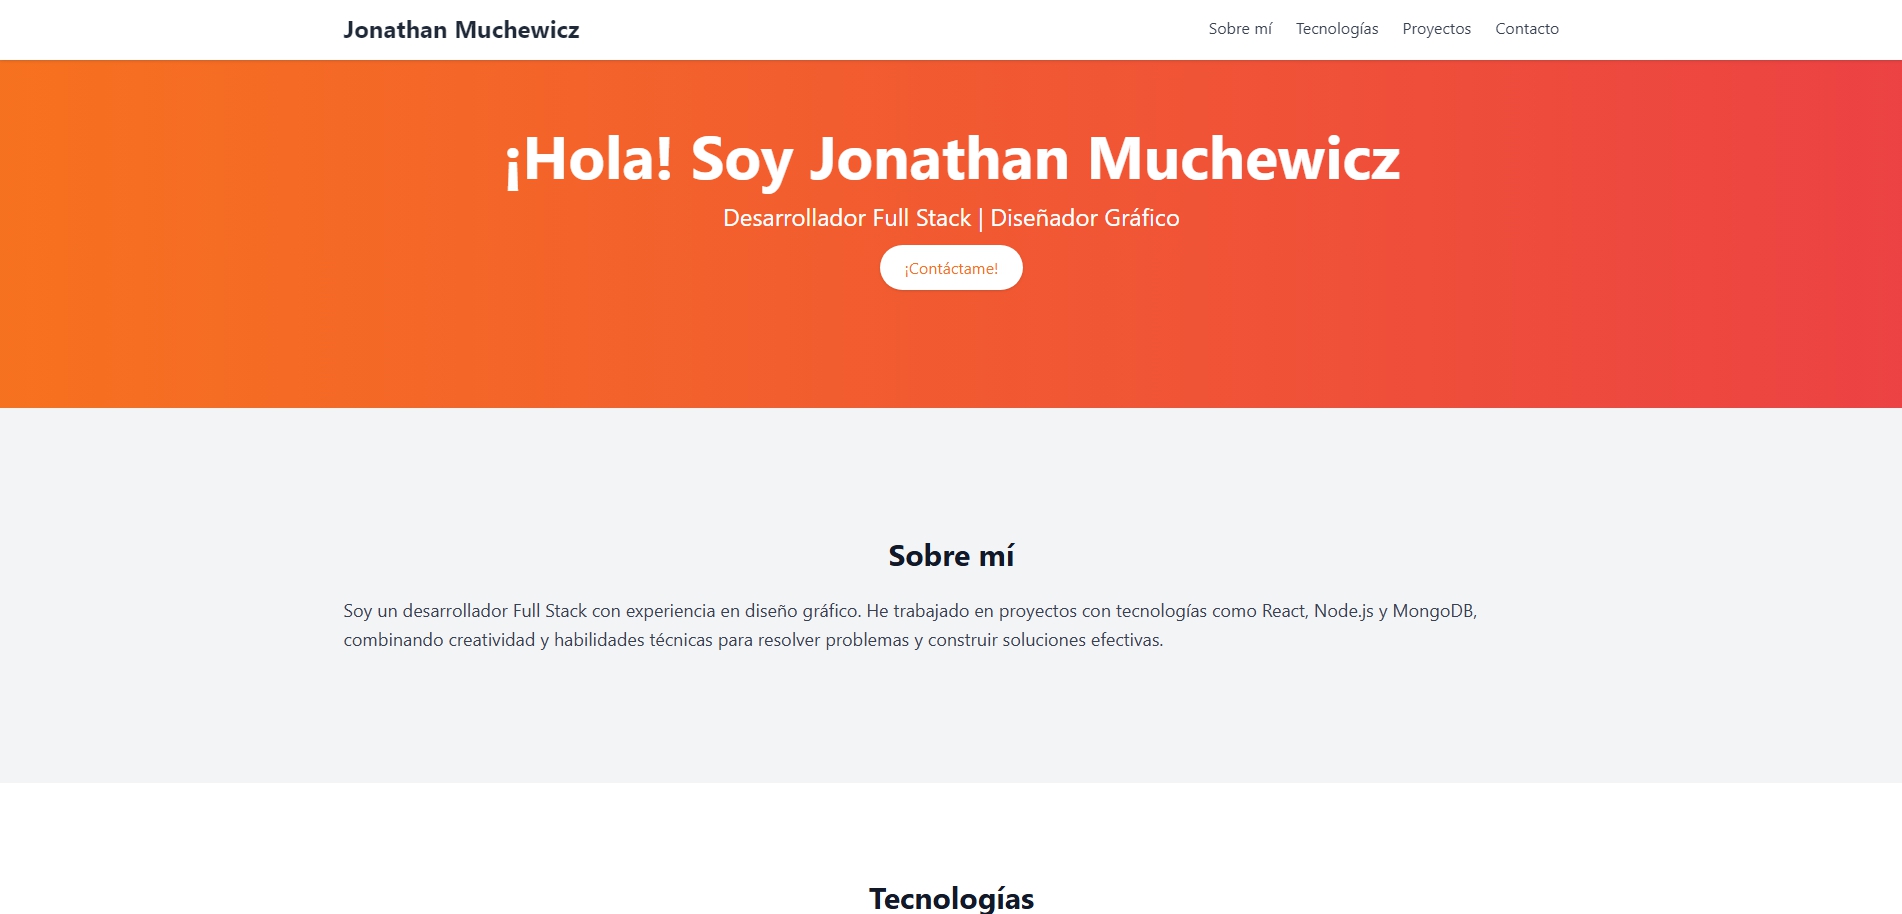 Jonathan Muchewicz
Sobre mí Tecnologías Proyectos Contacto
¡Hola! Soy Jonathan Muchewicz
Desarrollador Full Stack | Diseñador Gráfico
¡Contáctame!
Sobre mí
Soy un desarrollador Full Stack con experiencia en diseño gráfico. He trabajado en proyectos con tecnologías como React, Node.js y MongoDB,
combinando creatividad y habilidades técnicas para resolver problemas y construir soluciones efectivas.
Tecnologías